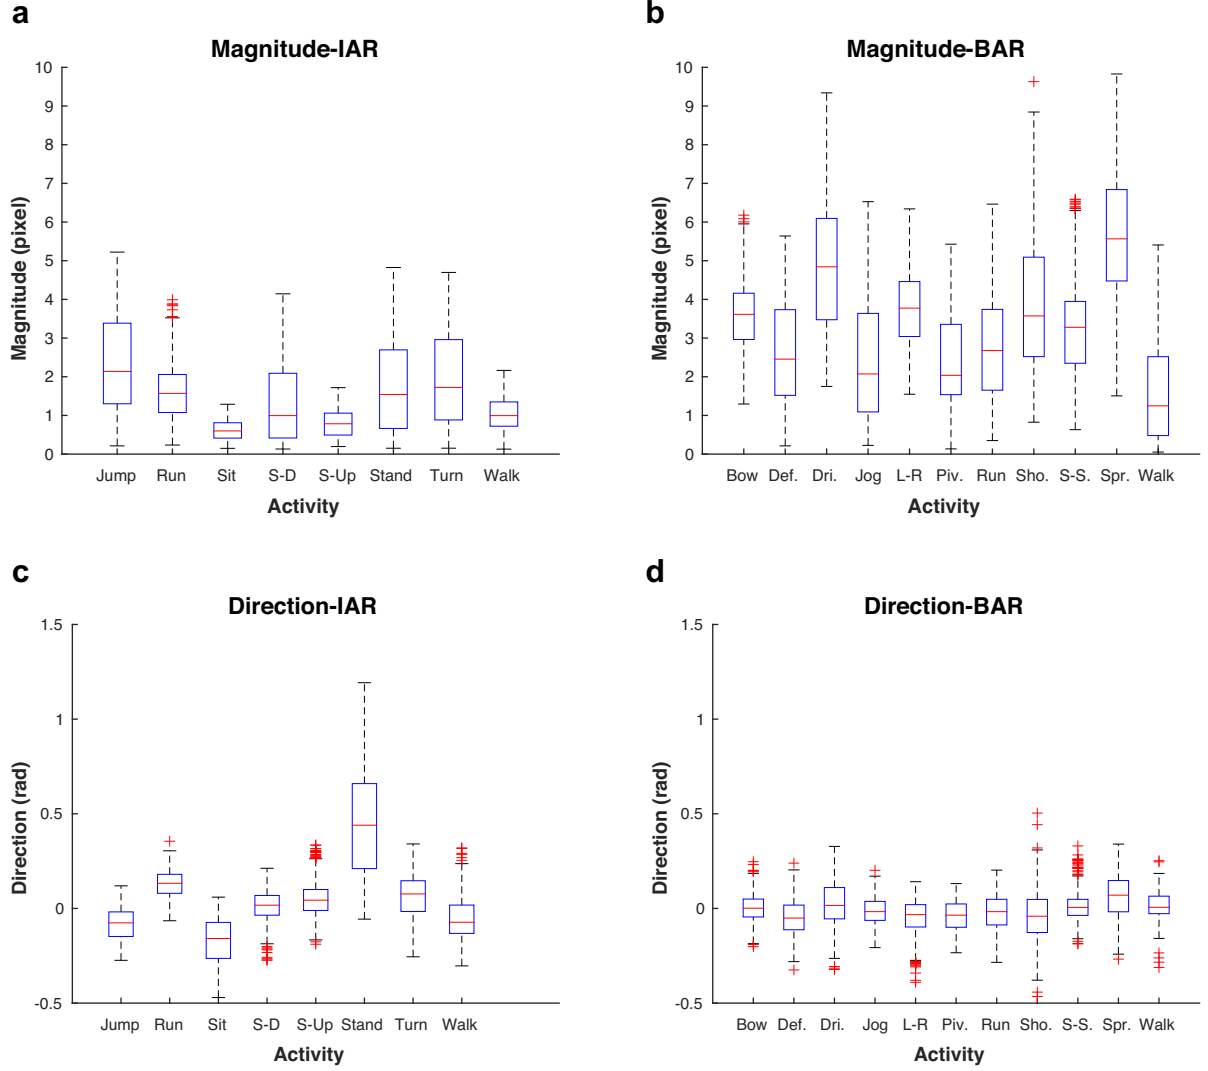 a
Magnitude-IAR
10
9
8
7
6
5
4
3
2
1
0
Magnitude (pixel)
Jump Run Sit S-D S-Up Stand Turn Walk
Activity
b
Magnitude-BAR
10
9
8
7
6
5
4
3
2
1
0
Magnitude (pixel)
Bow Def. Dri. Jog L-R Piv. Run Sho. S-S. Spr. Walk
Activity
c
Direction-IAR
1.5
1
0.5
0
-0.5
Direction (rad)
Jump Run Sit S-D S-Up Stand Turn Walk
Activity
d
Direction-BAR
1.5
1
0.5
0
-0.5
Direction (rad)
Bow Def. Dri. Jog L-R Piv. Run Sho. S-S. Spr. Walk
Activity